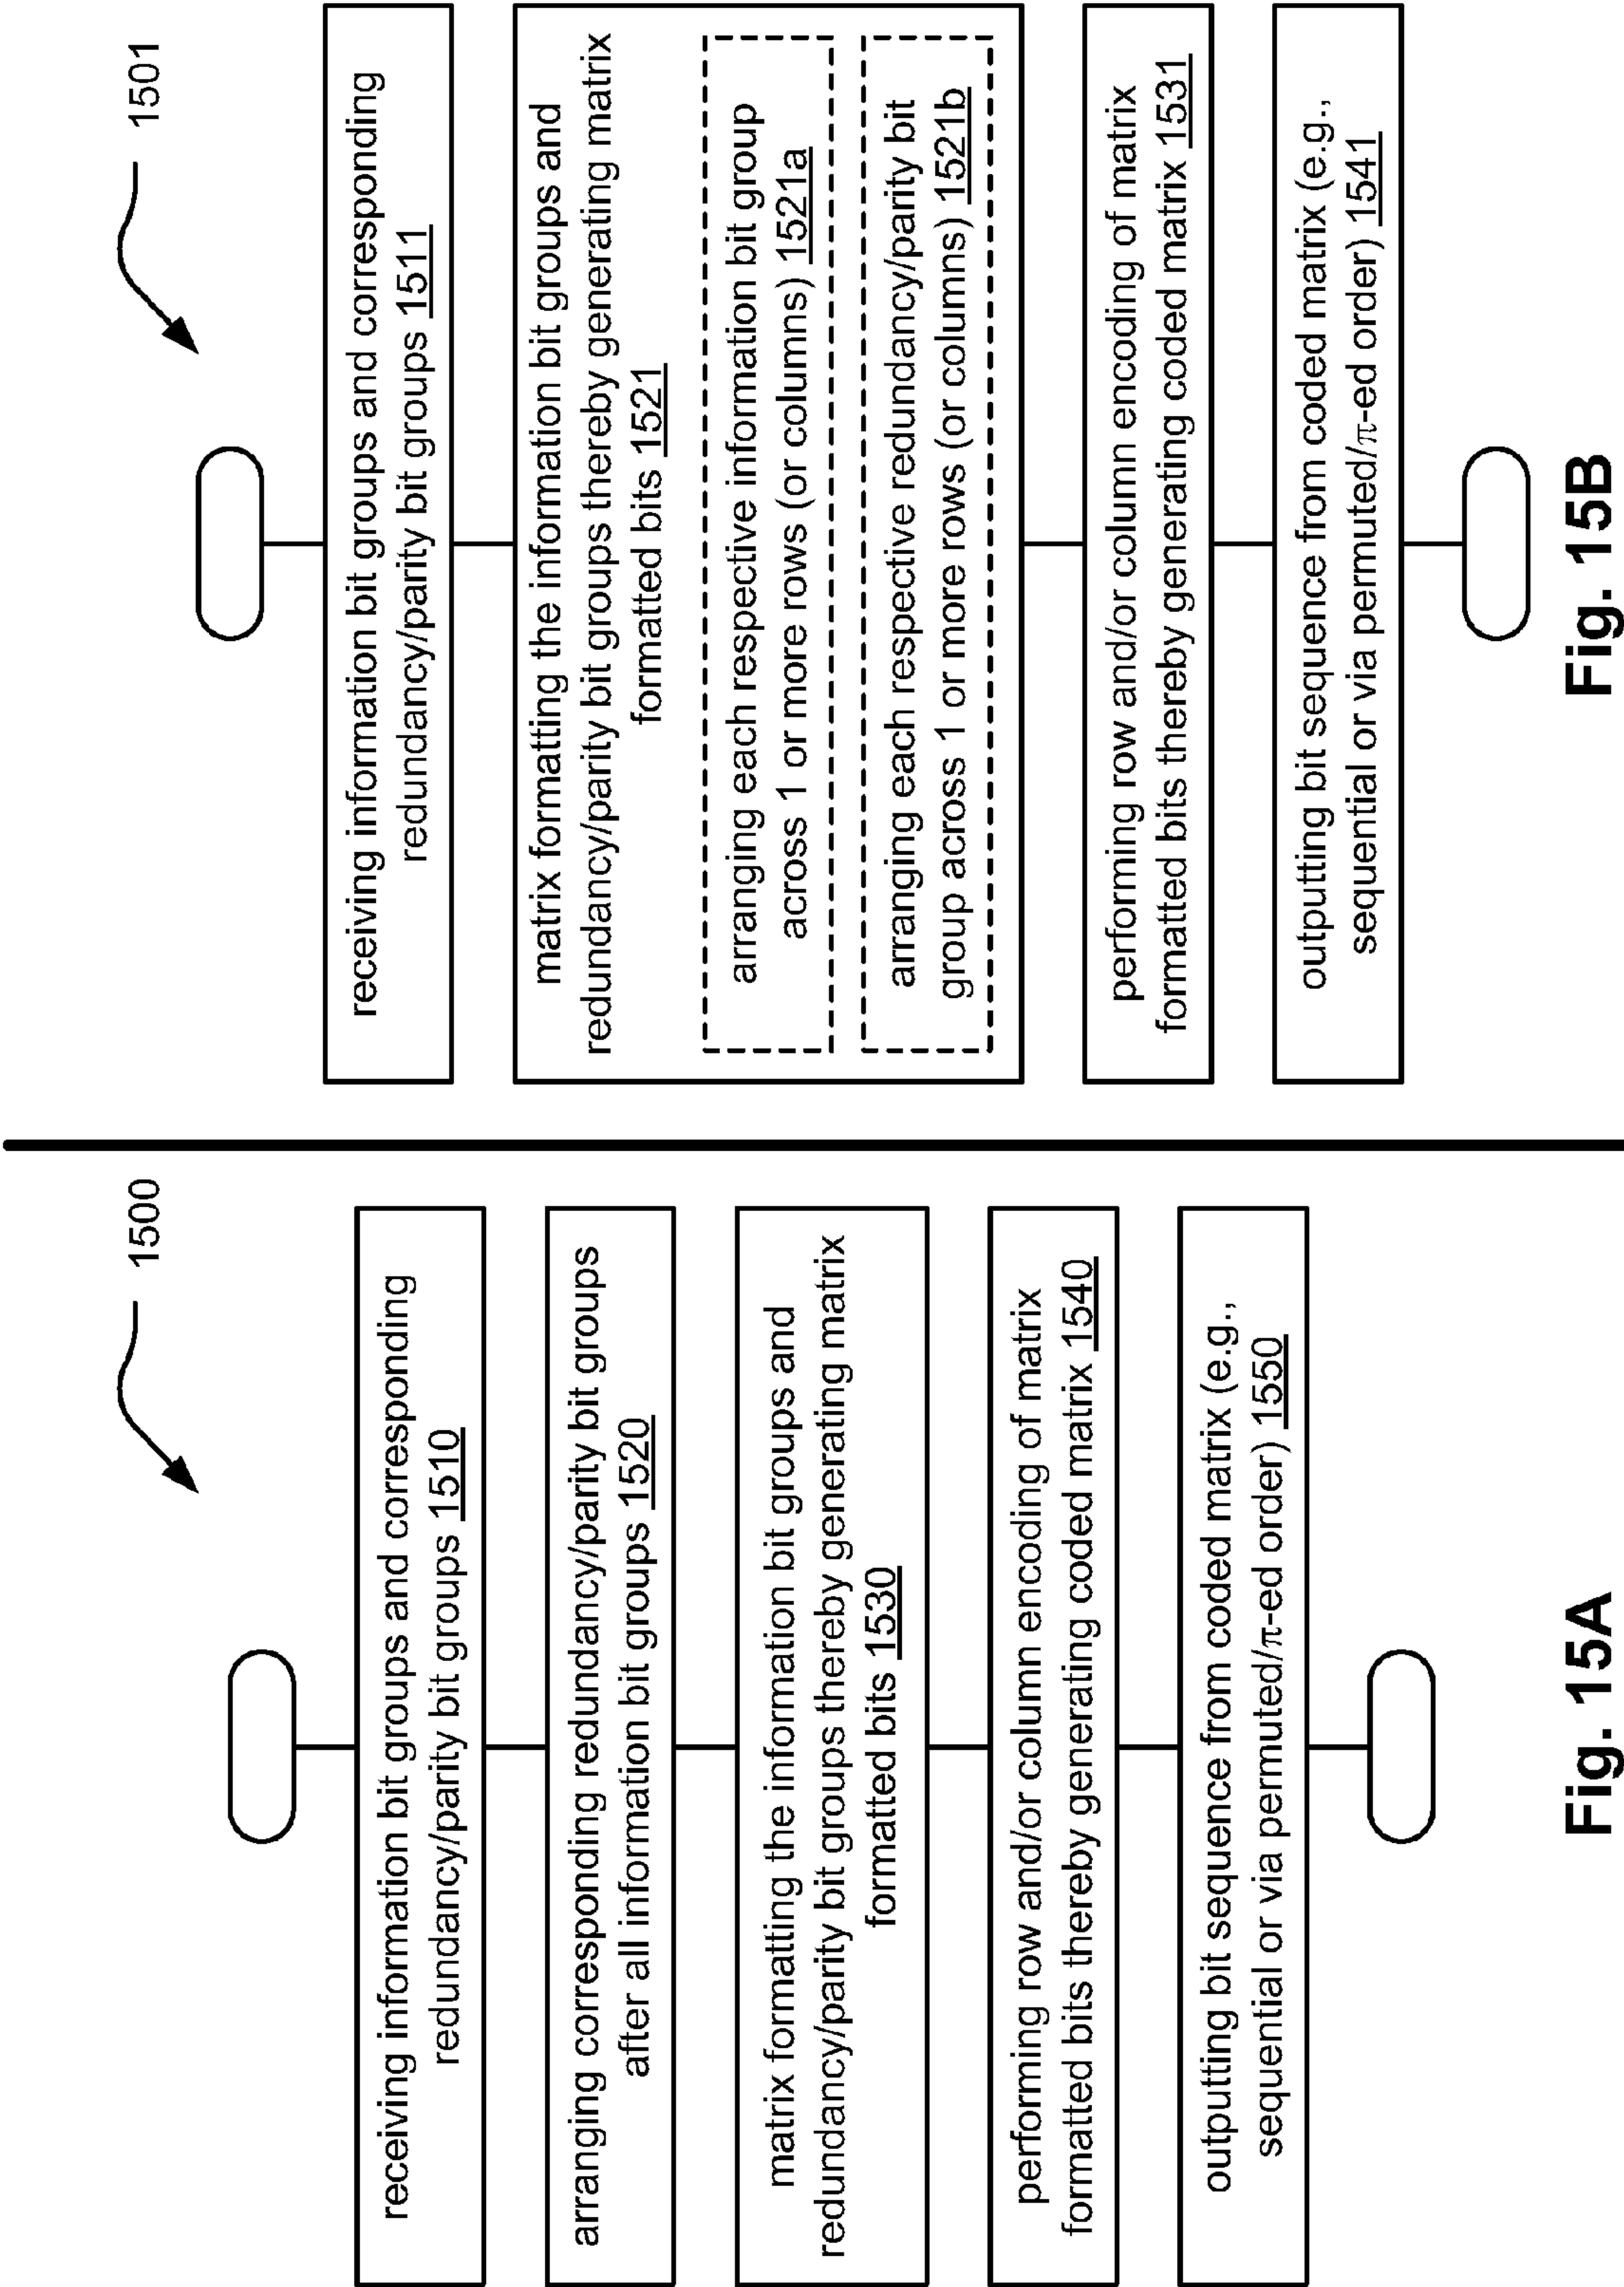 1500
receiving information bit groups and corresponding
redundancy/parity bit groups 1510
arranging corresponding redundancy/parity bit groups
after all information bit groups 1520
matrix formatting the information bit groups and
redundancy/parity bit groups thereby generating matrix
formatted bits 1530
performing row and/or column encoding of matrix
formatted bits thereby generating coded matrix 1540
outputting bit sequence from coded matrix (e.g.,
sequential or via permuted/π-ed order) 1550
Fig. 15A
1501
receiving information bit groups and corresponding
redundancy/parity bit groups 1511
matrix formatting the information bit groups and
redundancy/parity bit groups thereby generating matrix
formatted bits 1521
arranging each respective information bit group
across 1 or more rows (or columns) 1521a
arranging each respective redundancy/parity bit
group across 1 or more rows (or columns) 1521b
performing row and/or column encoding of matrix
formatted bits thereby generating coded matrix 1531
outputting bit sequence from coded matrix (e.g.,
sequential or via permuted/π-ed order) 1541
Fig. 15B